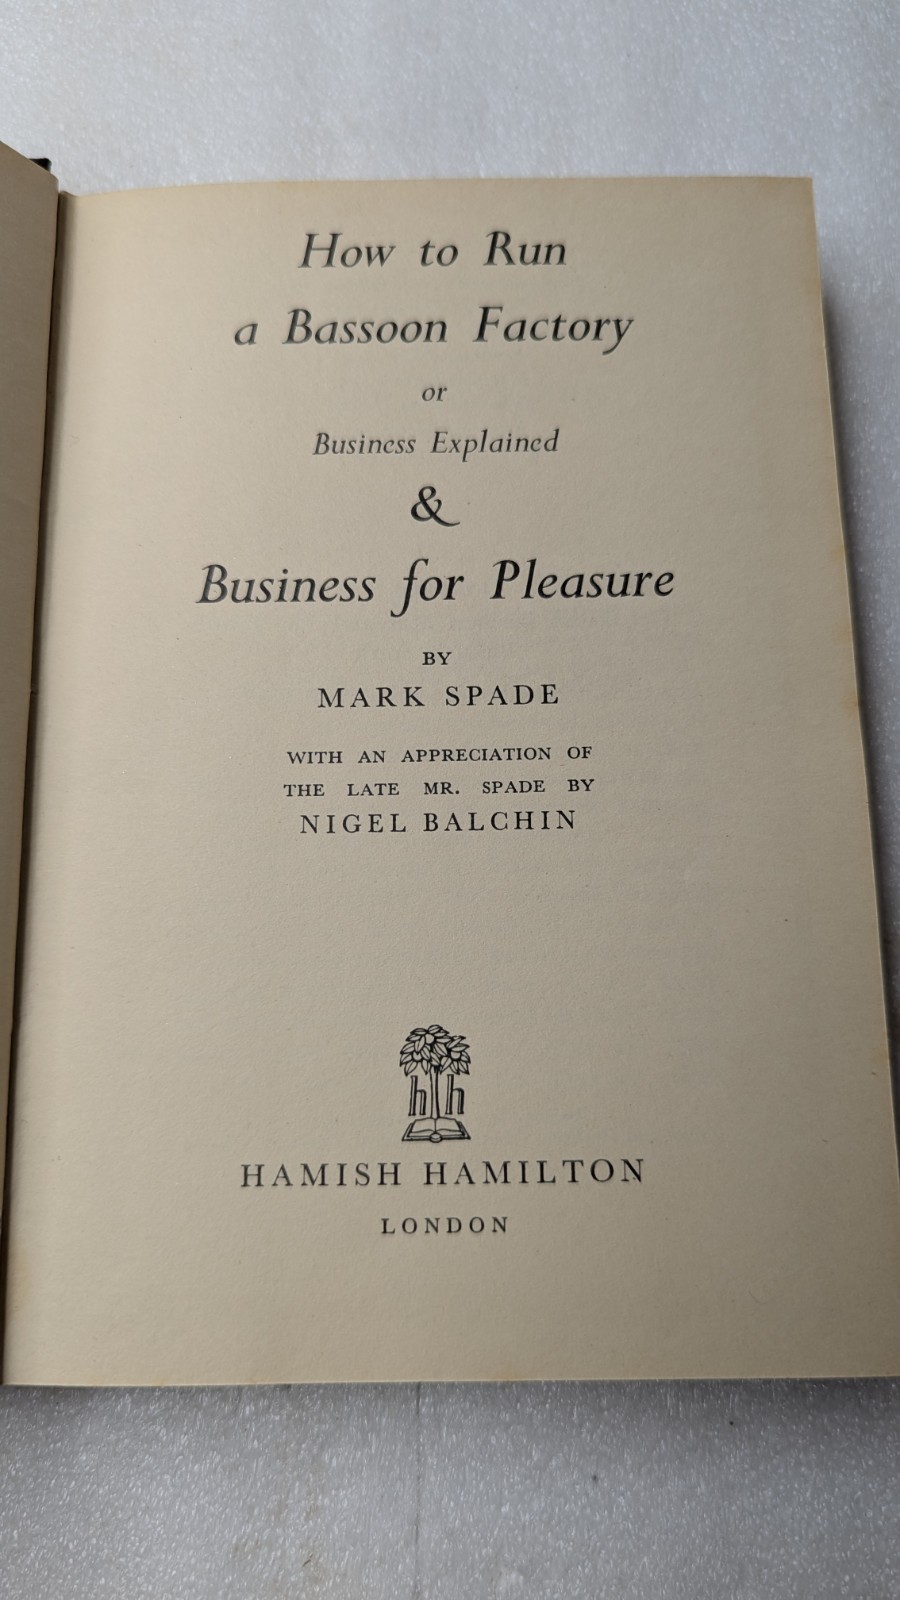 How to Run
a Bassoon Factory
or
Business Explained
&
Business for Pleasure
BY
MARK SPADE
WITH AN APPRECIATION OF
THE LATE MR. SPADE BY
NIGEL BALCHIN
h h
HAMISH HAMILTON
LONDON